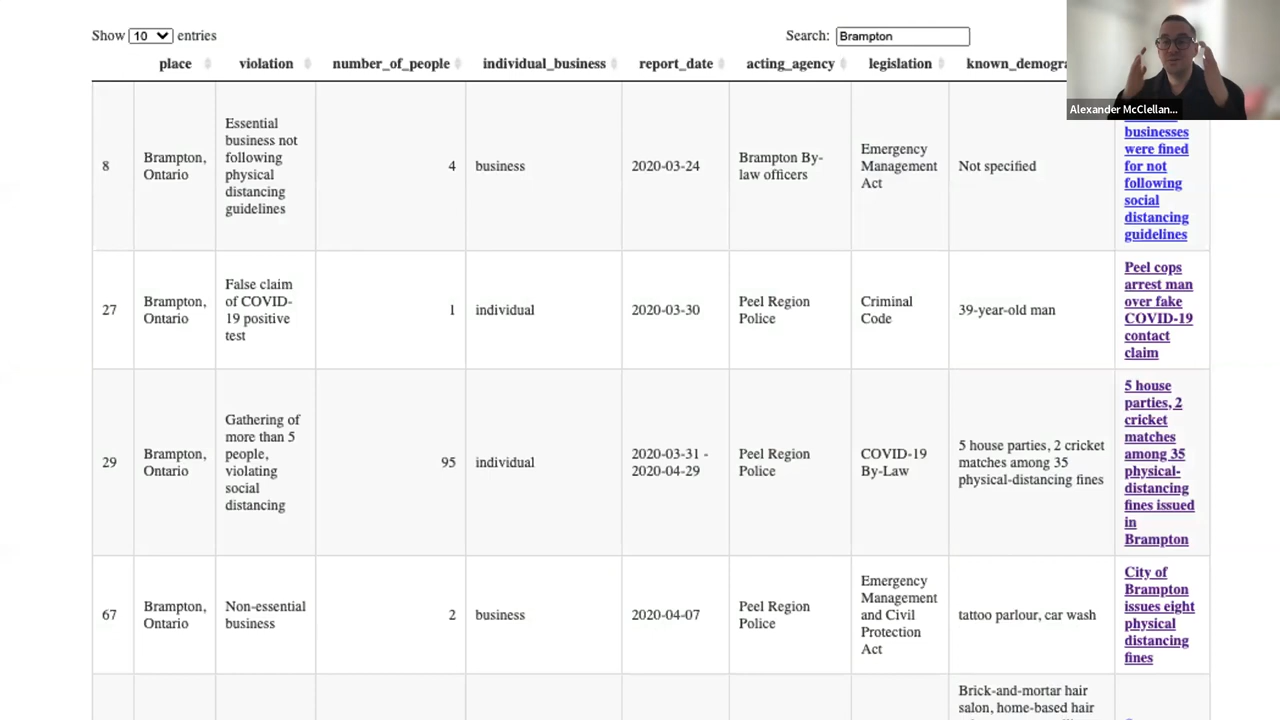 Show 10 entries
Search: Brampton
place violation number_of_people individual_business report_date acting_agency legislation
Alexander McClellan...
8
Brampton,
Ontario
Essential
business not
following
physical
distancing
guidelines
4
business
2020-03-24
Brampton By-
law officers
Emergency
Management
Act
Not specified
businesses
were fined
for not
following
social
distancing
guidelines
27
Brampton,
Ontario
False claim
of COVID-
19 positive
test
1
individual
2020-03-30
Peel Region
Police
Criminal
Code
39-year-old man
Peel cops
arrest man
over fake
COVID-19
contact
claim
29
Brampton,
Ontario
Gathering of
more than 5
people,
violating
social
distancing
95
individual
2020-03-31 -
2020-04-29
Peel Region
Police
COVID-19
By-Law
5 house parties, 2 cricket
matches among 35
physical-distancing fines
5 house
parties, 2
cricket
matches
among 35
physical-
distancing
fines issued
in
Brampton
67
Brampton,
Ontario
Non-essential
business
2
business
2020-04-07
Peel Region
Police
Emergency
Management
and Civil
Protection
Act
tattoo parlour, car wash
City of
Brampton
issues eight
physical
distancing
fines
Brick-and-mortar hair
salon, home-based hair